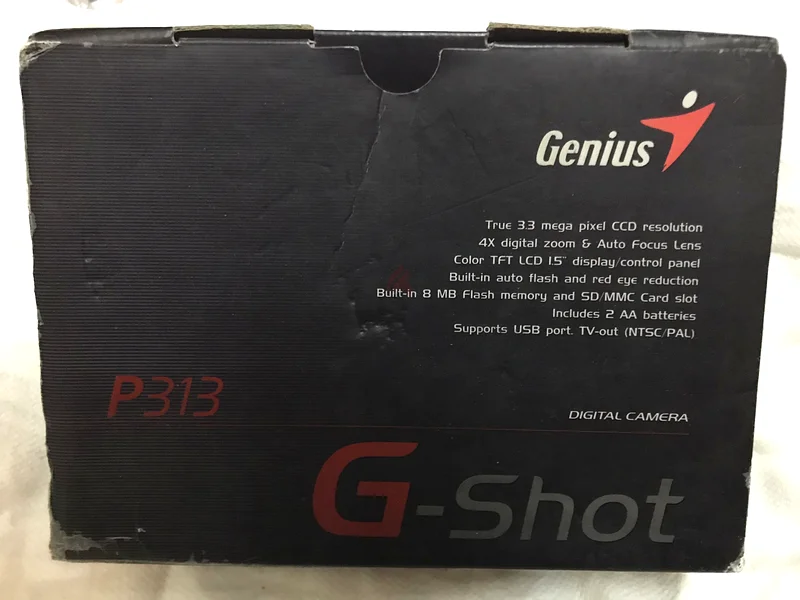 Genius
True 3.3 mega pixel CCD resolution
4X digital zoom & Auto Focus Lens
Color TFT LCD 1.5" display/control panel
Built-in auto flash and red eye reduction
Built-in 8 MB Flash memory and SD/MMC Card slot
Includes 2 AA batteries
Supports USB port. TV-out (NTSC/PAL)
P313
DIGITAL CAMERA
G-Shot